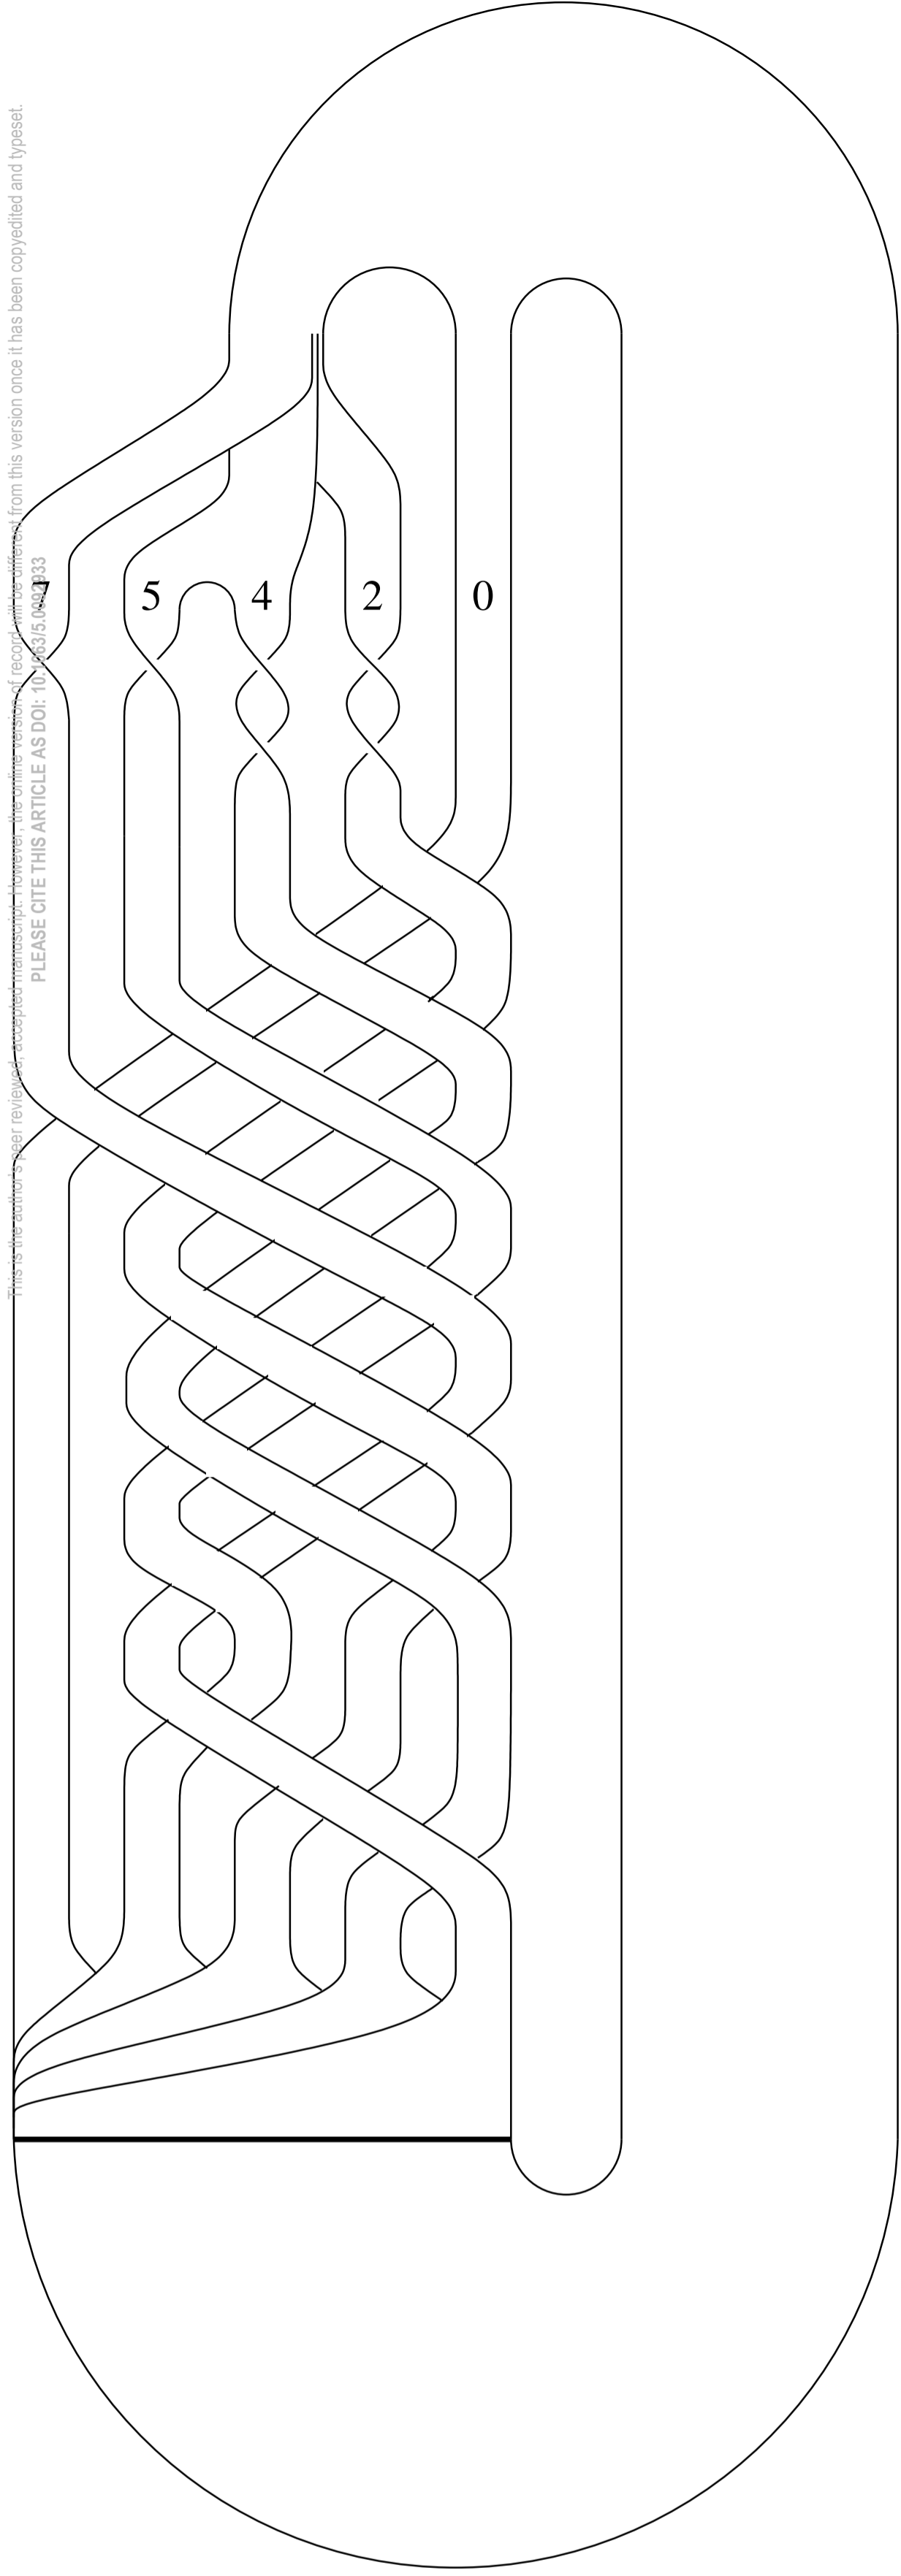 This is the author's peer reviewed, accepted manuscript. However, the online version of record will be different from this version once it has been copyedited and typeset.
PLEASE CITE THIS ARTICLE AS DOI: 10.1063/5.0092933
7 5 4 2 0